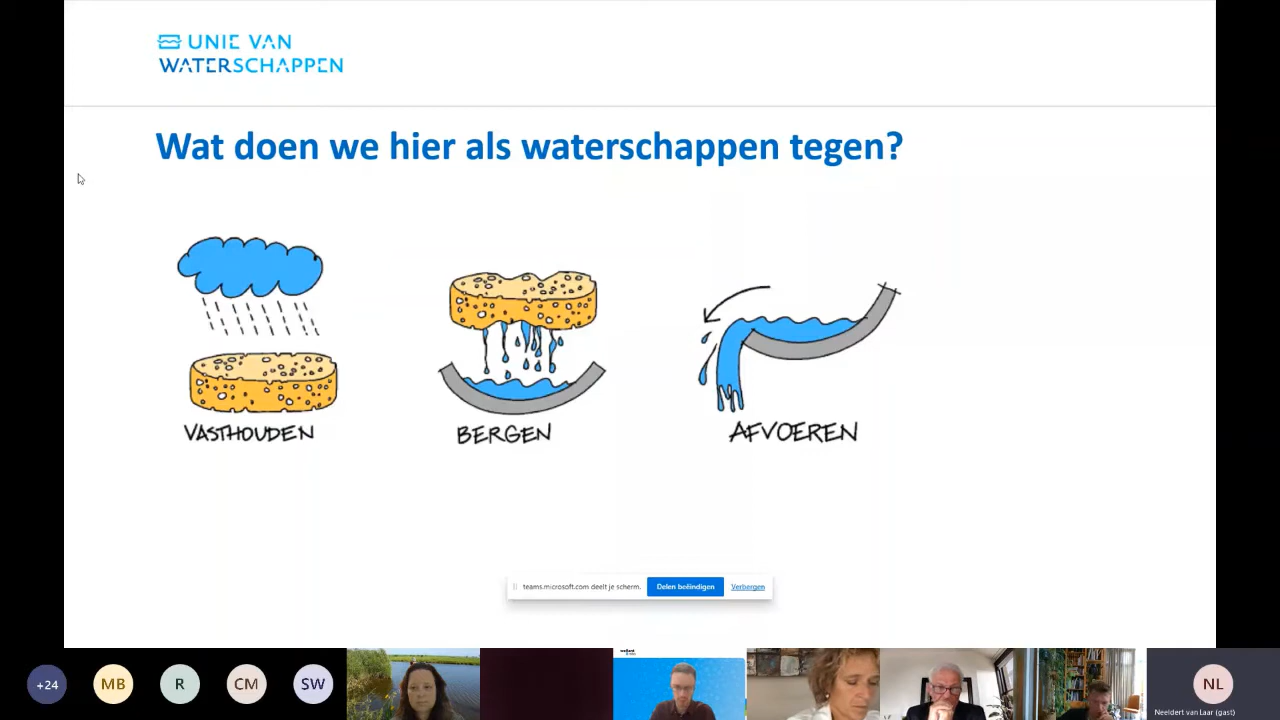 UNIE VAN
WATERSCHAPPEN
Wat doen we hier als waterschappen tegen?
VASTHOUDEN
BERGEN
AFVOEREN
teams.microsoft.com deelt je scherm.
Delen beëindigen
Verbergen
+24
MB
R
CM
SW
NL
Neeldert van Laar (gast)